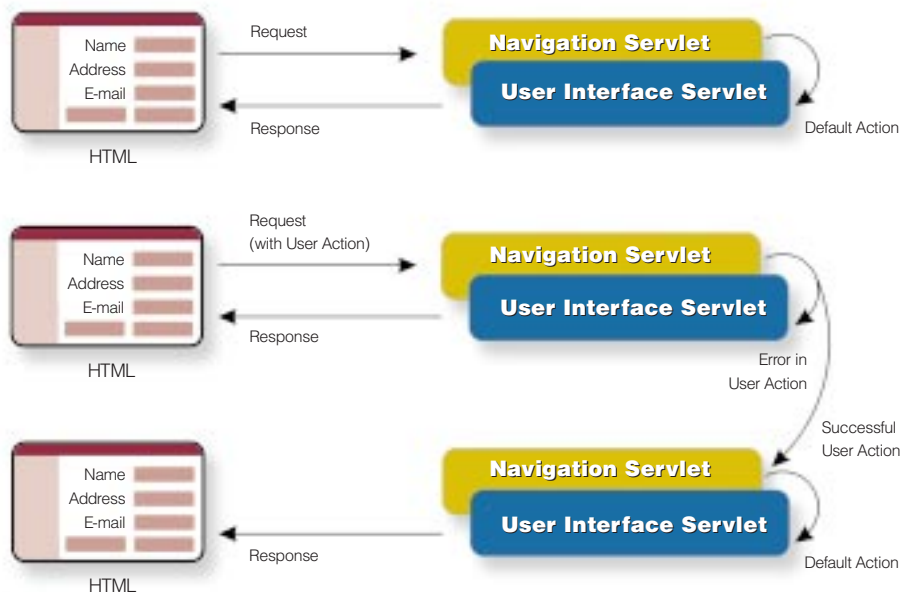 Name
Address
E-mail
HTML
Request
Response
Navigation Servlet
User Interface Servlet
Default Action
Name
Address
E-mail
HTML
Request
(with User Action)
Response
Navigation Servlet
User Interface Servlet
Error in
User Action
Successful
User Action
Name
Address
E-mail
HTML
Response
Navigation Servlet
User Interface Servlet
Default Action